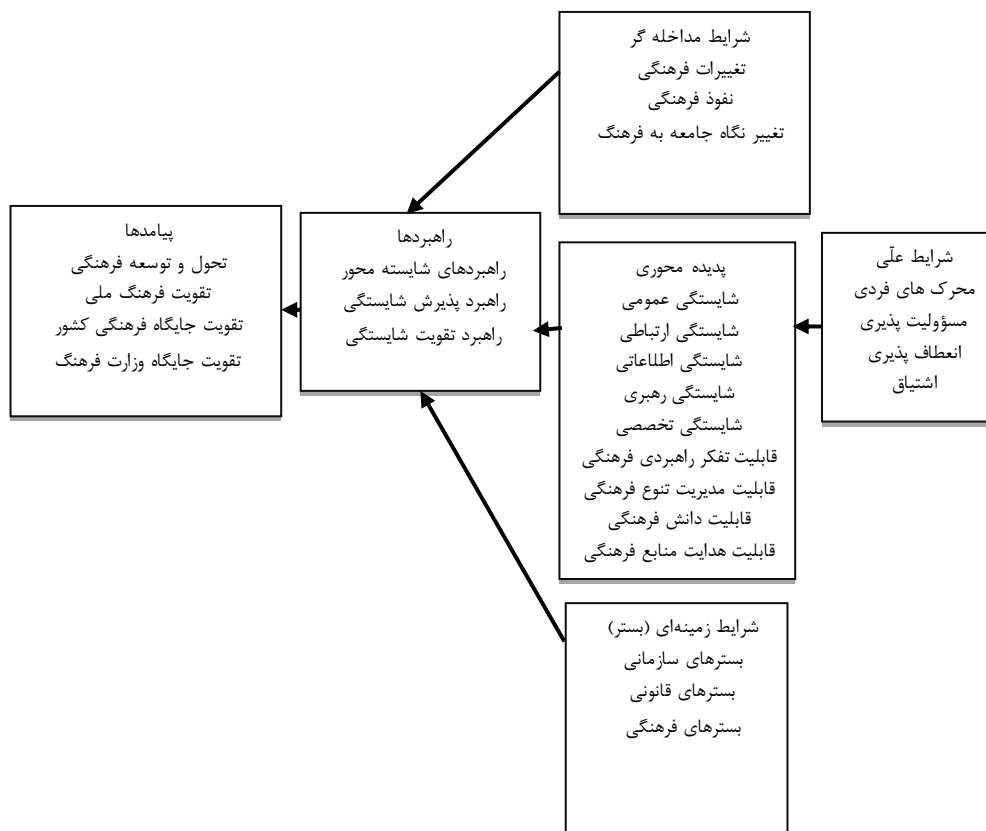 شرایط مداخله گر
تغییرات فرهنگی
نفوذ فرهنگی
تغییر نگاه جامعه به فرهنگ
شرایط علّی
محرک های فردی
مسؤولیت پذیری
انعطاف پذیری
اشتیاق
پدیده محوری
شایستگی عمومی
شایستگی ارتباطی
شایستگی اطلاعاتی
شایستگی رهبری
شایستگی تخصصی
قابلیت تفکر راهبردی فرهنگی
قابلیت مدیریت تنوع فرهنگی
قابلیت دانش فرهنگی
قابلیت هدایت منابع فرهنگی
راهبردها
راهبردهای شایسته محور
راهبرد پذیرش شایستگی
راهبرد تقویت شایستگی
پیامدها
تحول و توسعه فرهنگی
تقویت فرهنگ ملی
تقویت جایگاه فرهنگی کشور
تقویت جایگاه وزارت فرهنگ
شرایط زمینه‌ای (بستر)
بسترهای سازمانی
بسترهای قانونی
بسترهای فرهنگی